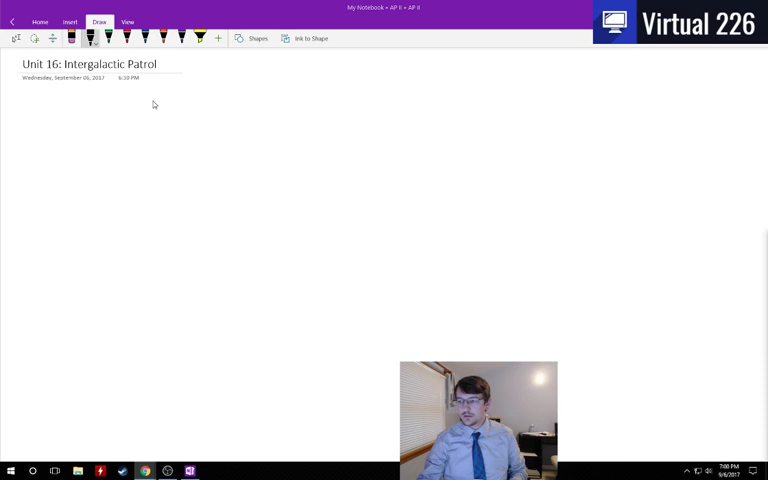 My Notebook » AP II » AP II
Home Insert Draw View
Virtual 226
Shapes Ink to Shape
Unit 16: Intergalactic Patrol
Wednesday, September 06, 2017 6:59 PM
7:00 PM
9/6/2017